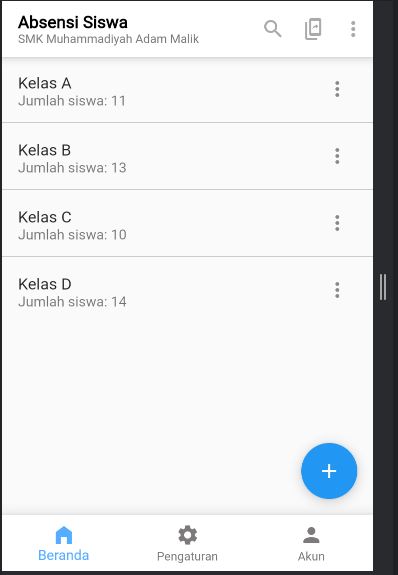 Absensi Siswa
SMK Muhammadiyah Adam Malik
Kelas A
Jumlah siswa: 11
Kelas B
Jumlah siswa: 13
Kelas C
Jumlah siswa: 10
Kelas D
Jumlah siswa: 14
Beranda
Pengaturan
Akun